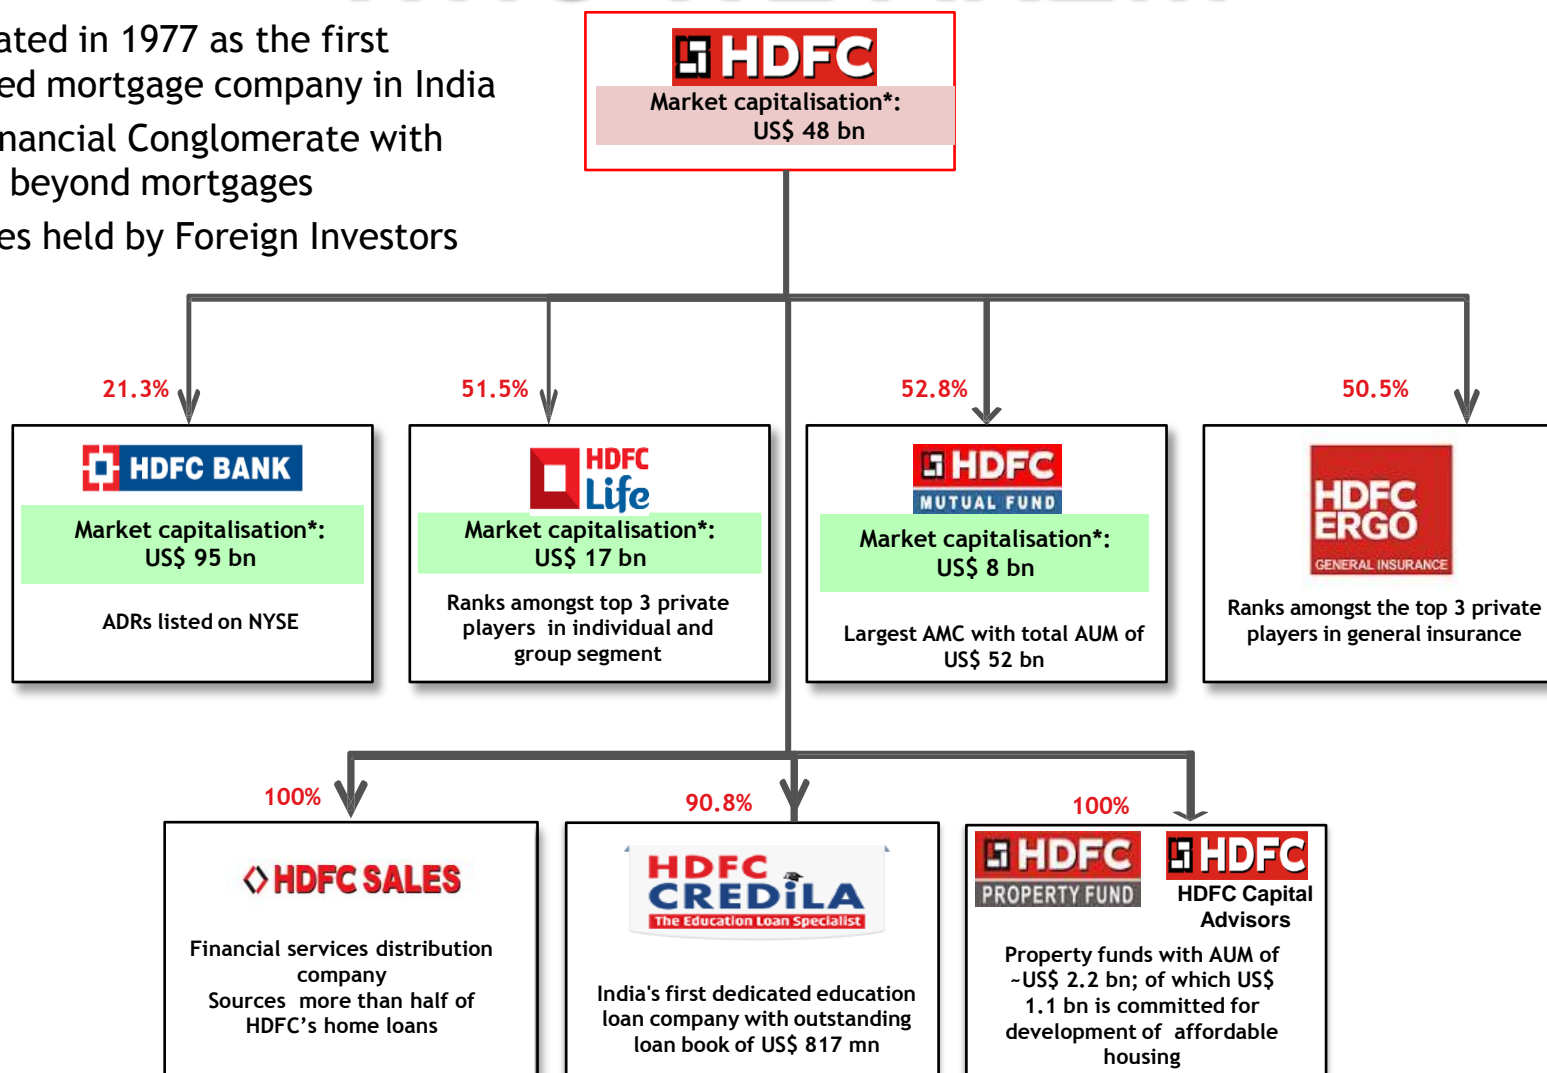 ated in 1977 as the first
ed mortgage company in India
nancial Conglomerate with
beyond mortgages
es held by Foreign Investors
HDFC
Market capitalisation*:
US$ 48 bn
21.3%
51.5%
52.8%
50.5%
HDFC BANK
Market capitalisation*:
US$ 95 bn
ADRs listed on NYSE
HDFC
Life
Market capitalisation*:
US$ 17 bn
Ranks amongst top 3 private
players in individual and
group segment
HDFC
MUTUAL FUND
Market capitalisation*:
US$ 8 bn
Largest AMC with total AUM of
US$ 52 bn
HDFC
ERGO
GENERAL INSURANCE
Ranks amongst the top 3 private
players in general insurance
100%
90.8%
100%
HDFC SALES
Financial services distribution
company
Sources more than half of
HDFC's home loans
HDFC
CREDiLA
The Education Loan Specialist
India's first dedicated education
loan company with outstanding
loan book of US$ 817 mn
HDFC
PROPERTY FUND
HDFC
HDFC Capital
Advisors
Property funds with AUM of
~US$ 2.2 bn; of which US$
1.1 bn is committed for
development of affordable
housing